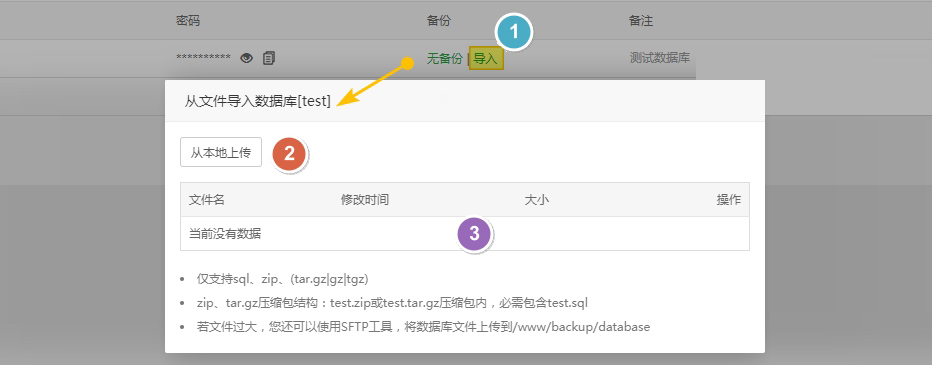 密码 备份 备注
1
********** 无备份 | 导入 测试数据库
从文件导入数据库[test]
从本地上传 2
文件名 修改时间 大小 操作
当前没有数据 3
• 仅支持sql、zip、(tar.gz|gz|tgz)
• zip、tar.gz压缩包结构：test.zip或test.tar.gz压缩包内，必需包含test.sql
• 若文件过大，您还可以使用SFTP工具，将数据库文件上传到/www/backup/database